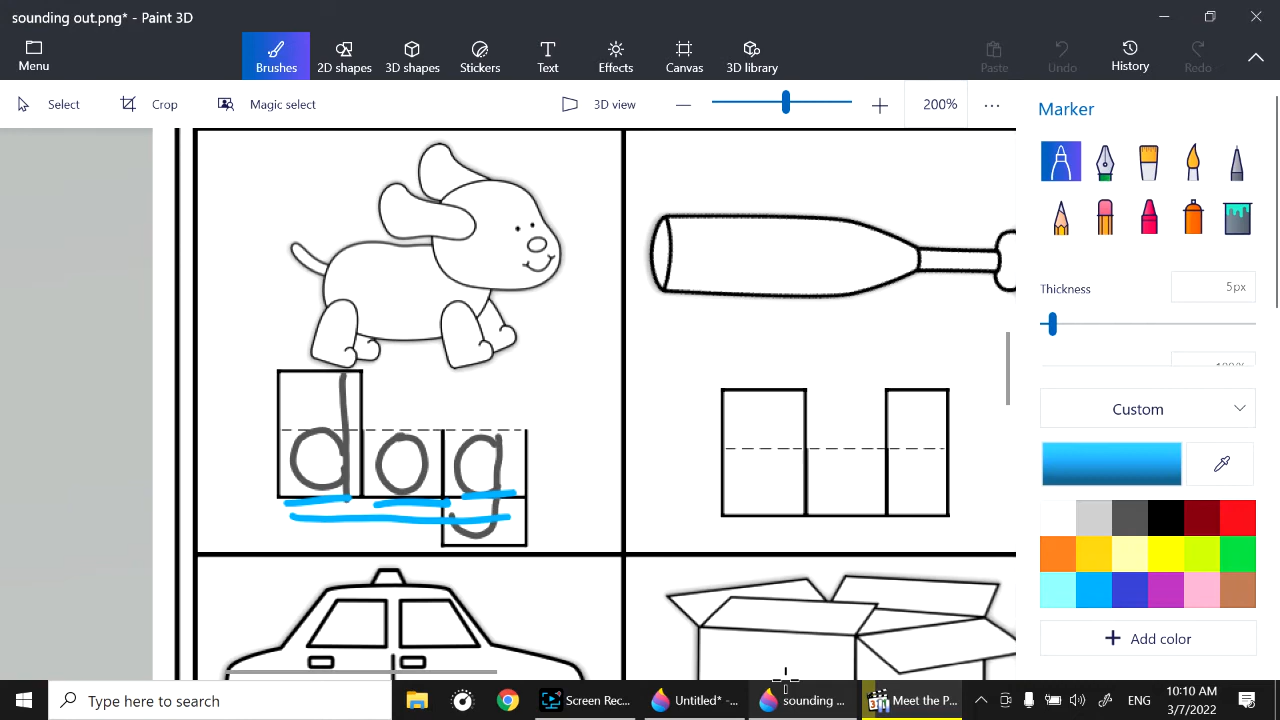 sounding out.png* - Paint 3D
Menu
Brushes
2D shapes
3D shapes
Stickers
Text
Effects
Canvas
3D library
Paste
Undo
History
Redo
Select
Crop
Magic select
3D view
200%
Marker
Thickness
5px
Custom
Add color
dog
Type here to search
Screen Rec...
Untitled* -...
sounding ...
Meet the P...
ENG
10:10 AM
3/7/2022